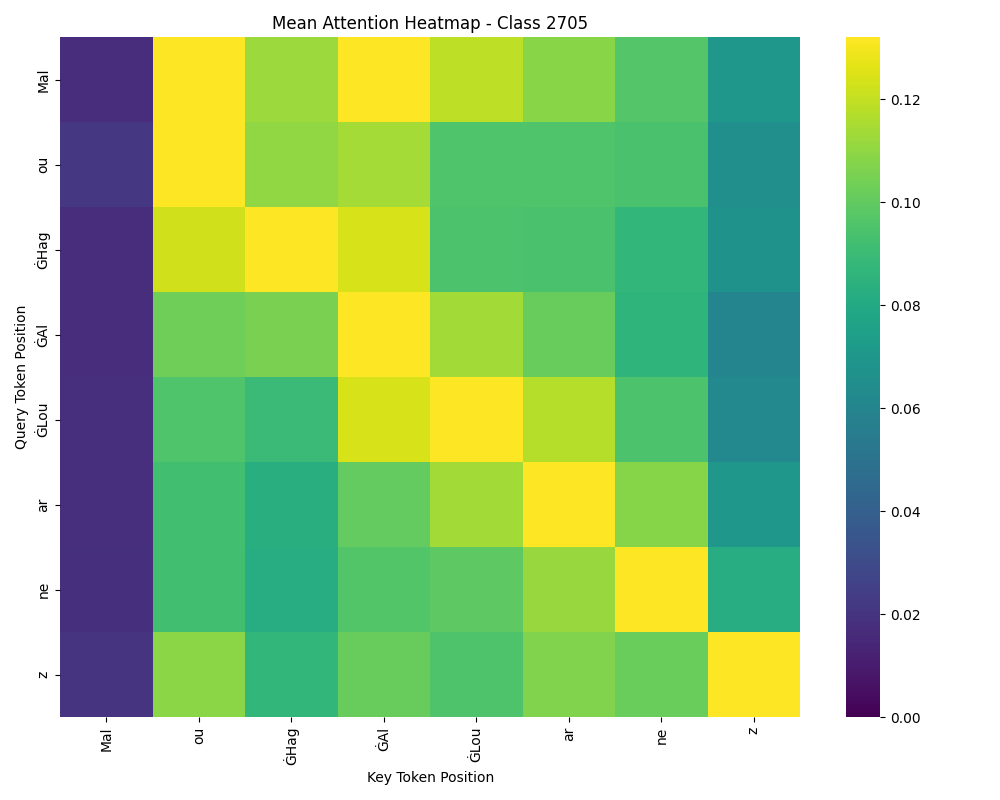 Mean Attention Heatmap - Class 2705
Query Token Position
Mal
ou
ĠHag
ĠAl
ĠLou
ar
ne
z
Mal
ou
ĠHag
ĠAl
ĠLou
ar
ne
z
Key Token Position
0.12
0.10
0.08
0.06
0.04
0.02
0.00